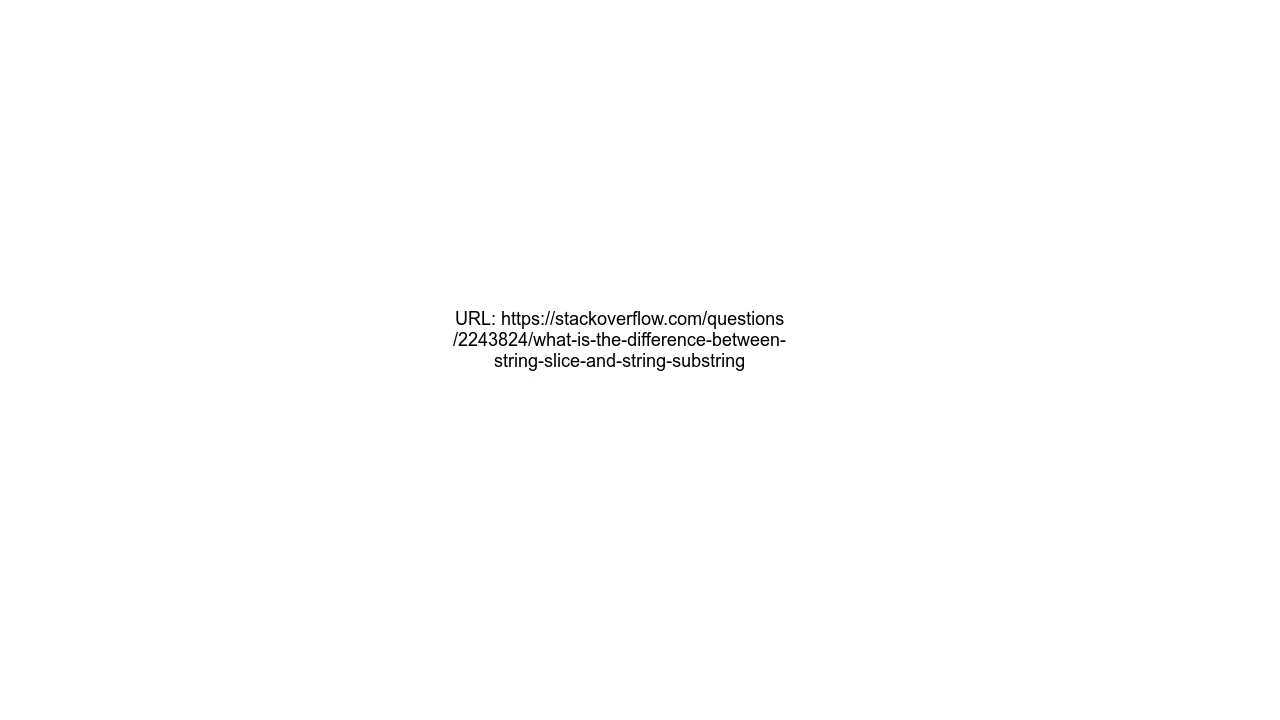 URL: https://stackoverflow.com/questions
/2243824/what-is-the-difference-between-
string-slice-and-string-substring